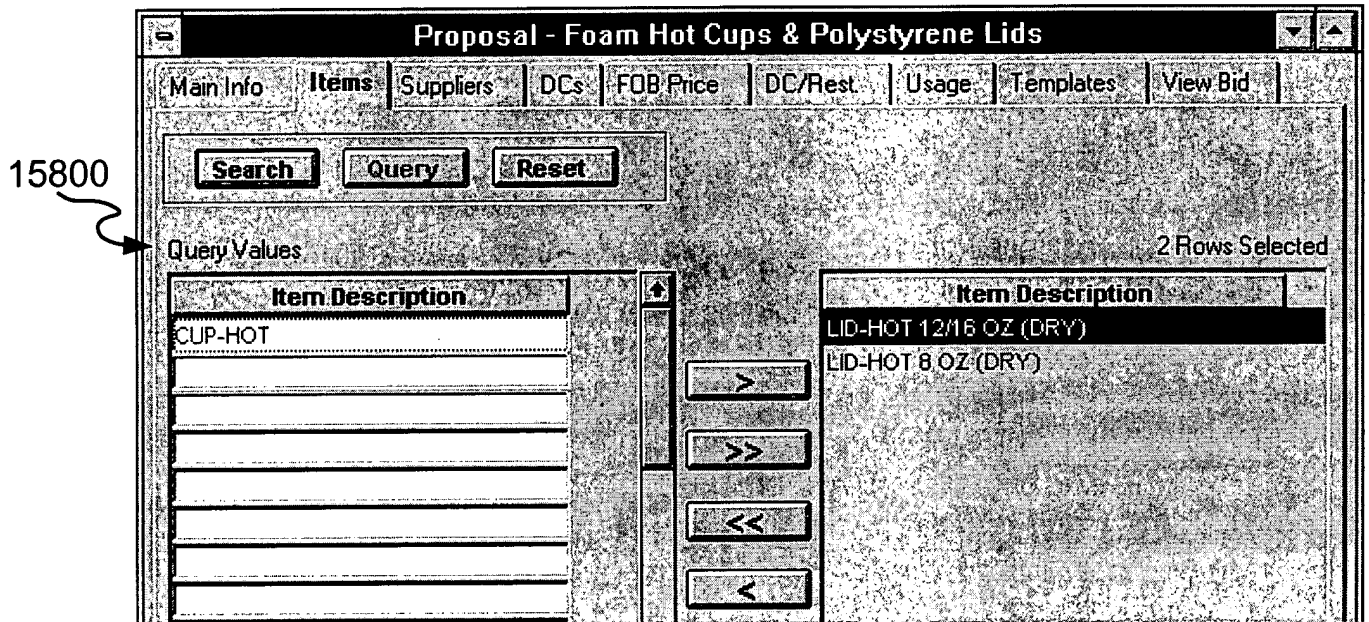 Proposal - Foam Hot Cups & Polystyrene Lids
Main Info Items Suppliers DCs FOB Price DC/Rest. Usage Templates View Bid
Search Query Reset
15800
Query Values 2 Rows Selected
Item Description Item Description
CUP-HOT LID-HOT 12/16 OZ (DRY)
LID-HOT 8 OZ (DRY)
>
>>
<<
<